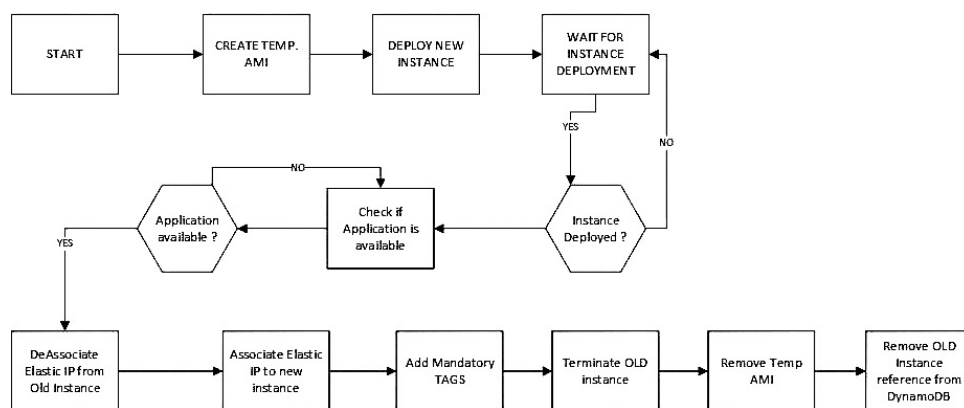 START
CREATE TEMP.
AMI
DEPLOY NEW
INSTANCE
WAIT FOR
INSTANCE
DEPLOYMENT
YES
NO
NO
Application
available ?
Check if
Application is
available
Instance
Deployed ?
YES
DeAssociate
Elastic IP from
Old Instance
Associate Elastic
IP to new
instance
Add Mandatory
TAGS
Terminate OLD
instance
Remove Temp
AMI
Remove OLD
Instance
reference from
DynamoDB